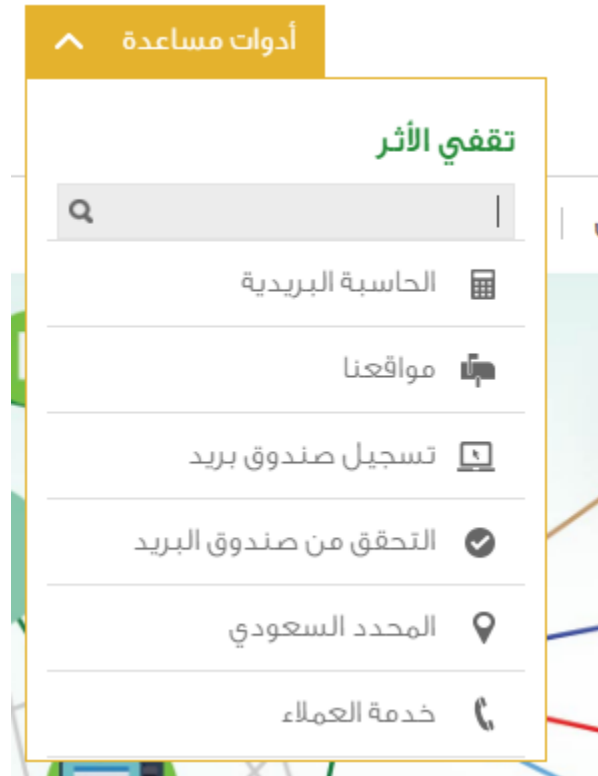 أدوات مساعدة
تقفي الأثر
الحاسبة البريدية
مواقعنا
تسجيل صندوق بريد
التحقق من صندوق البريد
المحدد السعودي
خدمة العملاء